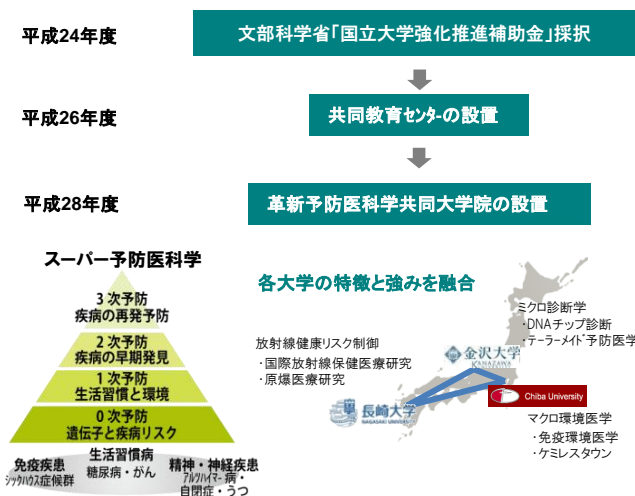 平成24年度
文部科学省「国立大学強化推進補助金」採択
平成26年度
共同教育ｾﾝﾀｰの設置
平成28年度
革新予防医科学共同大学院の設置
スーパー予防医科学
3次予防
疾病の再発予防
2次予防
疾病の早期発見
1次予防
生活習慣と環境
0次予防
遺伝子と疾病リスク
免疫疾患
ｼｯｸﾊｳｽ症候群
生活習慣病
糖尿病・がん
精神・神経疾患
ｱﾙﾂﾊｲﾏｰ病・
自閉症・うつ
各大学の特徴と強みを融合
ミクロ診断学
・DNAチップ診断
・テーラーメイド予防医学
放射線健康リスク制御
・国際放射線保健医療研究
・原爆医療研究
金沢大学
KANAZAWA
長崎大学
NAGASAKI UNIVERSITY
Chiba University
マクロ環境医学
・免疫環境医学
・ケミレスタウン